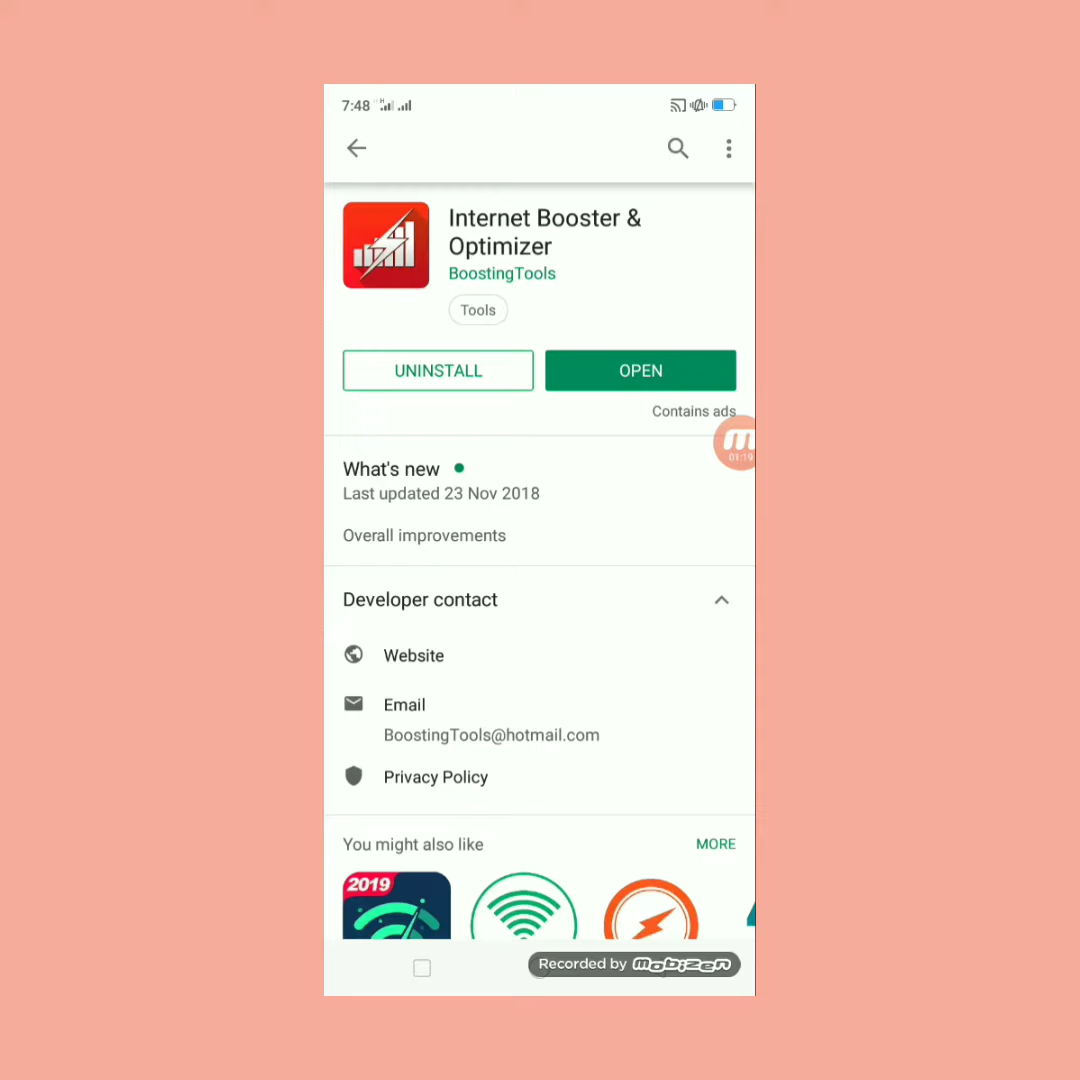 7:48
Internet Booster &
Optimizer
BoostingTools
Tools
UNINSTALL
OPEN
Contains ads
01:19
What's new
Last updated 23 Nov 2018
Overall improvements
Developer contact
Website
Email
BoostingTools@hotmail.com
Privacy Policy
You might also like
MORE
2019
Recorded by mobizen